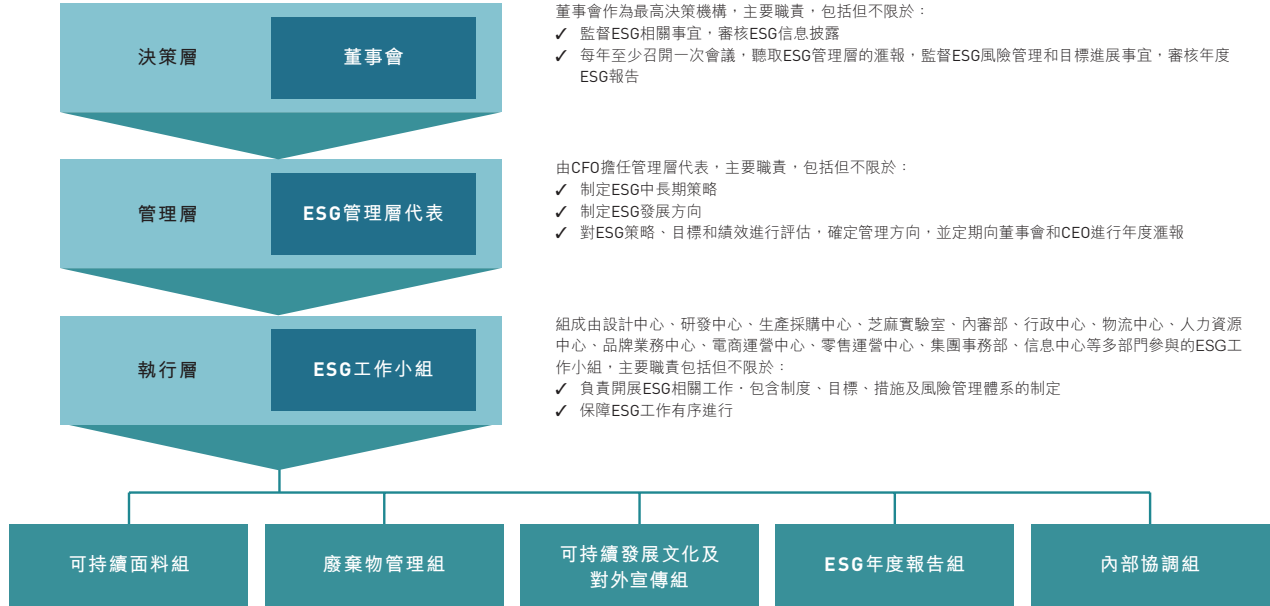 決策層
董事會
董事會作為最高決策機構，主要職責，包括但不限於：
✓ 監督ESG相關事宜，審核ESG信息披露
✓ 每年至少召開一次會議，聽取ESG管理層的滙報，監督ESG風險管理和目標進展事宜，審核年度
ESG報告
管理層
ESG管理層代表
由CFO擔任管理層代表，主要職責，包括但不限於：
✓ 制定ESG中長期策略
✓ 制定ESG發展方向
✓ 對ESG策略、目標和績效進行評估，確定管理方向，並定期向董事會和CEO進行年度滙報
執行層
ESG工作小組
組成由設計中心、研發中心、生產採購中心、芝麻實驗室、內審部、行政中心、物流中心、人力資源
中心、品牌業務中心、電商運營中心、零售運營中心、集團事務部、信息中心等多部門參與的ESG工
作小組，主要職責包括但不限於：
✓ 負責開展ESG相關工作，包含制度、目標、措施及風險管理體系的制定
✓ 保障ESG工作有序進行
可持續面料組
廢棄物管理組
可持續發展文化及
對外宣傳組
ESG年度報告組
內部協調組